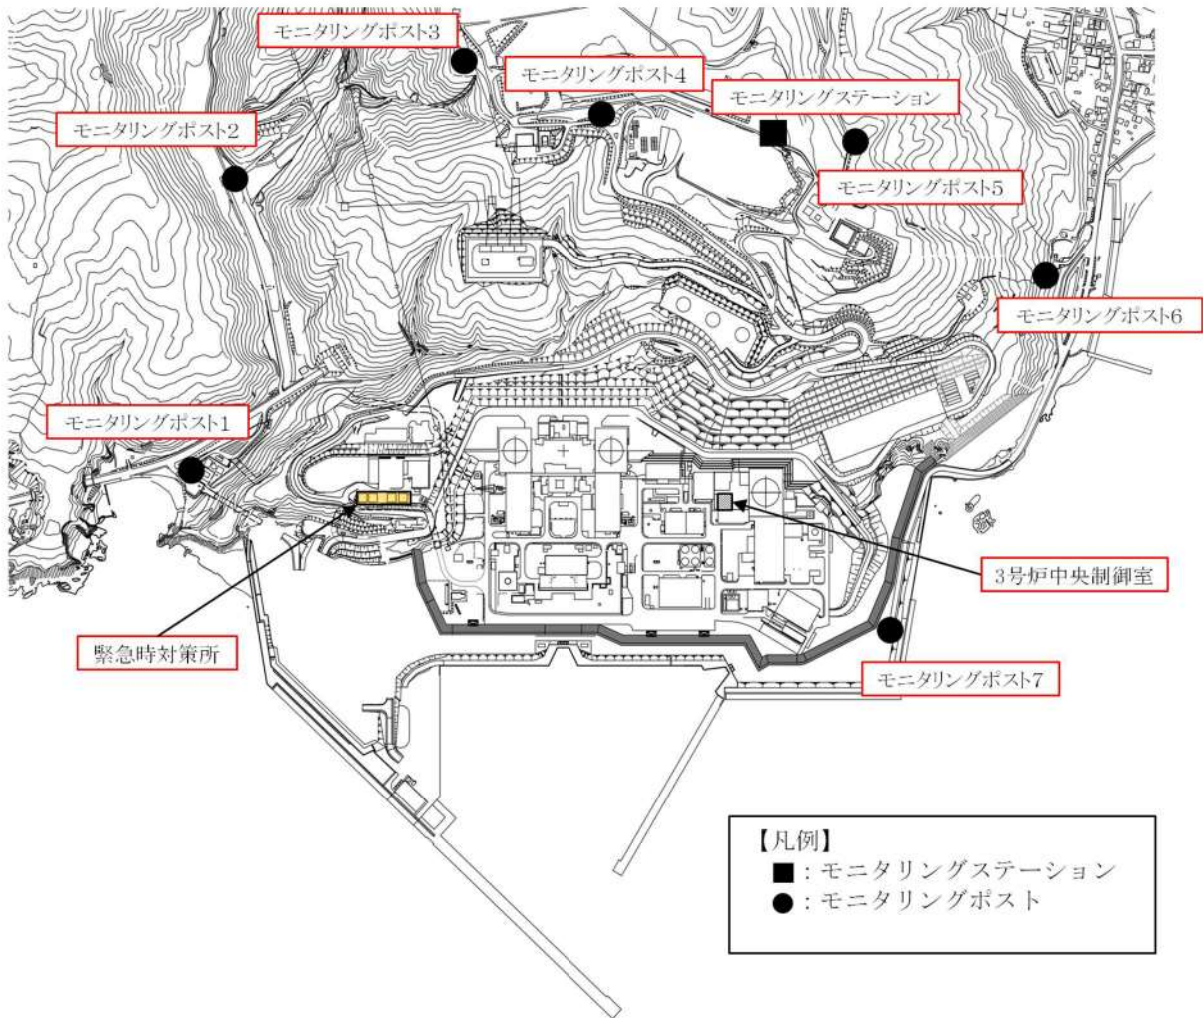 モニタリングポスト3
モニタリングポスト4
モニタリングステーション
モニタリングポスト2
モニタリングポスト5
モニタリングポスト6
モニタリングポスト1
3号炉中央制御室
緊急時対策所
モニタリングポスト7
【凡例】
■：モニタリングステーション
●：モニタリングポスト